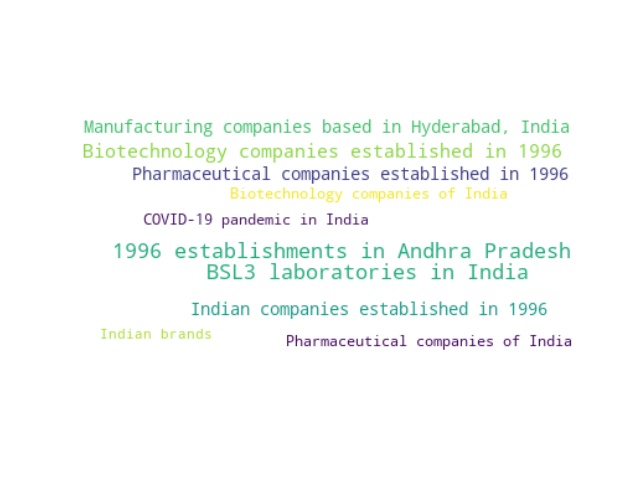 Manufacturing companies based in Hyderabad, India
Biotechnology companies established in 1996
Pharmaceutical companies established in 1996
Biotechnology companies of India
COVID-19 pandemic in India
1996 establishments in Andhra Pradesh
BSL3 laboratories in India
Indian companies established in 1996
Indian brands
Pharmaceutical companies of India